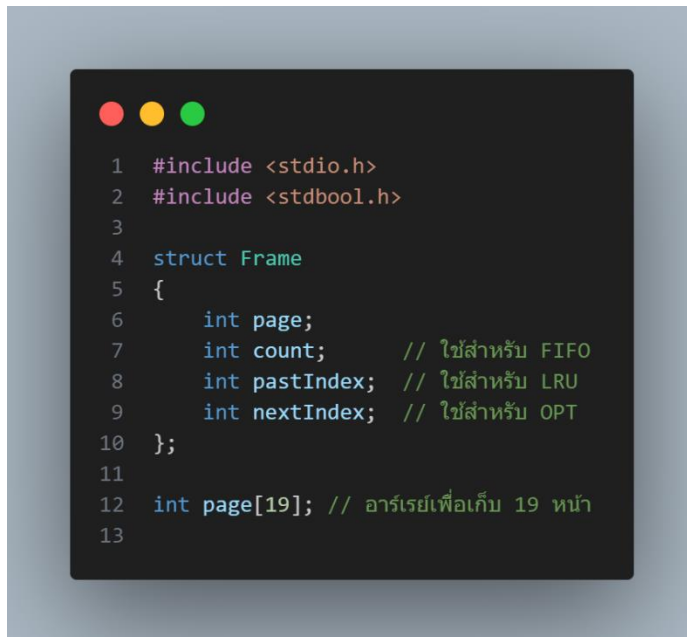 1 #include <stdio.h>
2 #include <stdbool.h>
3
4 struct Frame
5 {
6     int page;
7     int count;      // ใช้สำหรับ FIFO
8     int pastIndex;  // ใช้สำหรับ LRU
9     int nextIndex;  // ใช้สำหรับ OPT
10 };
11
12 int page[19]; // อาร์เรย์เพื่อเก็บ 19 หน้า
13